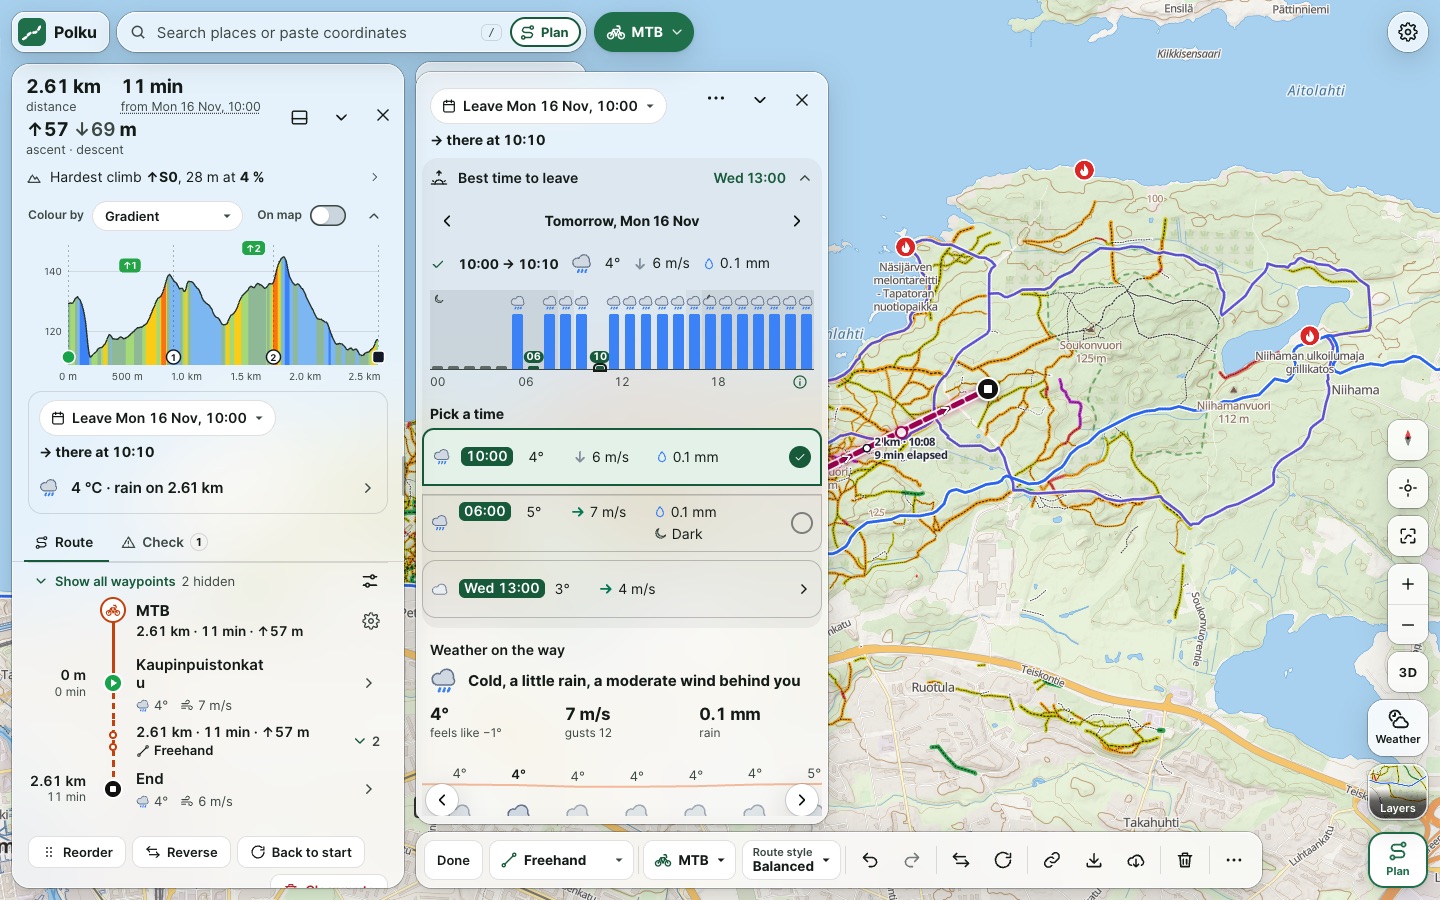 Polku
Search places or paste coordinates
/
Plan
MTB
2.61 km
distance
11 min
from Mon 16 Nov, 10:00
↑57 ↓69 m
ascent · descent
Hardest climb ↑S0, 28 m at 4 %
Colour by
Gradient
On map
140
120
↑1
↑2
1
2
0 m
500 m
1.0 km
1.5 km
2.0 km
2.5 km
Leave Mon 16 Nov, 10:00
→ there at 10:10
4 °C · rain on 2.61 km
Route
Check
1
Show all waypoints
2 hidden
MTB
2.61 km · 11 min · ↑57 m
0 m
0 min
Kaupinpuistonkat
u
4°
7 m/s
2.61 km · 11 min · ↑57 m
Freehand
2
2.61 km
11 min
End
4°
6 m/s
Reorder
Reverse
Back to start
Leave Mon 16 Nov, 10:00
→ there at 10:10
Best time to leave
Wed 13:00
Tomorrow, Mon 16 Nov
10:00 → 10:10
4°
6 m/s
0.1 mm
06
10
00
06
12
18
Pick a time
10:00
4°
6 m/s
0.1 mm
06:00
5°
7 m/s
0.1 mm
Dark
Wed 13:00
3°
4 m/s
Weather on the way
Cold, a little rain, a moderate wind behind you
4°
feels like −1°
7 m/s
gusts 12
0.1 mm
rain
4°
4°
4°
4°
4°
4°
5°
Done
Freehand
MTB
Route style
Balanced
Ensilä
Pättinniemi
Kiikkisensaari
Aitolahti
100
Näsijärven
melontareitti
- Tapatoran
nuotiopaikka
Soukonvuori
125 m
Niihaman ulkoilumaja
grillikatos
Niihama
Niihamanvuori
112 m
2 km · 10:08
9 min elapsed
125
Soukonvuorentie
Teiskontie
Ruotula
Takahuhti
Luhtaankatu
3D
Weather
Layers
Plan